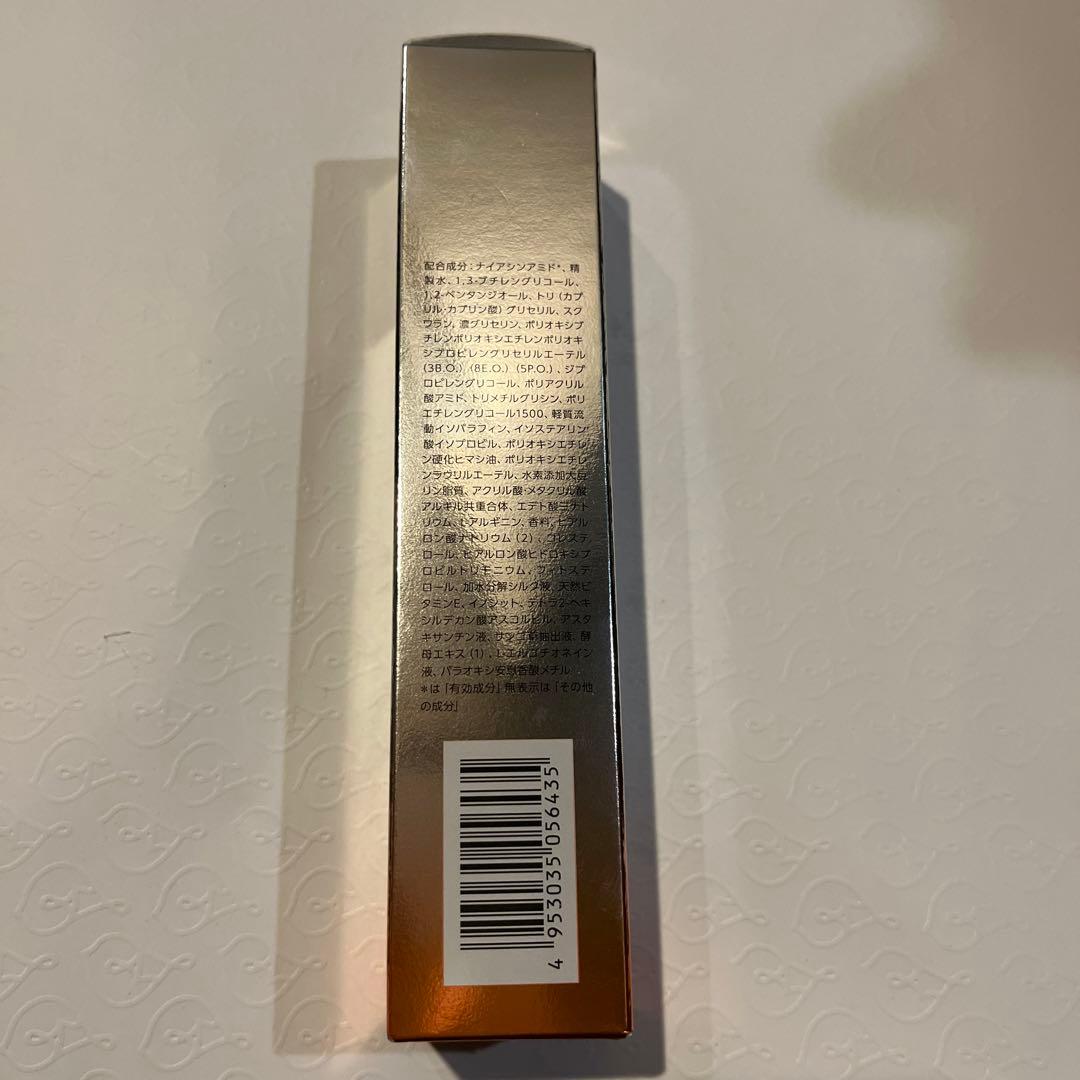 配合成分:ナイアシンアミド*、精
製水、1,3-ブチレングリコール、
1,2-ペンタンジオール、トリ(カプ
リル・カプリン酸)グリセリル、スク
ワラン、濃グリセリン、ポリオキシブ
チレンポリオキシエチレンポリオキ
シプロピレングリセリルエーテル
(3B.O.)(8E.O.)(5P.O.)、ジプ
ロピレングリコール、ポリアクリル
酸アミド、トリメチルグリシン、ポリ
エチレングリコール1500、軽質流
動イソパラフィン、イソステアリン
酸イソプロピル、ポリオキシエチレ
ン硬化ヒマシ油、ポリオキシエチレ
ンラウリルエーテル、水素添加大豆
リン脂質、アクリル酸・メタクリル酸
アルキル共重合体、エデト酸二ナト
リウム、L-アルギニン、香料、ヒアル
ロン酸ナトリウム(2)、コレステ
ロール、ヒアルロン酸ヒドロキシプ
ロピルトリモニウム、フィトステ
ロール、加水分解シルク液、天然ビ
タミンE、イノシット、テトラ2-ヘキ
シルデカン酸アスコルビル、アスタ
キサンチン液、サンゴ草抽出液、酵
母エキス(1)、L-エルゴチオネイン
液、パラオキシ安息香酸メチル
*は「有効成分」無表示は「その他
の成分」
4 953035 056435